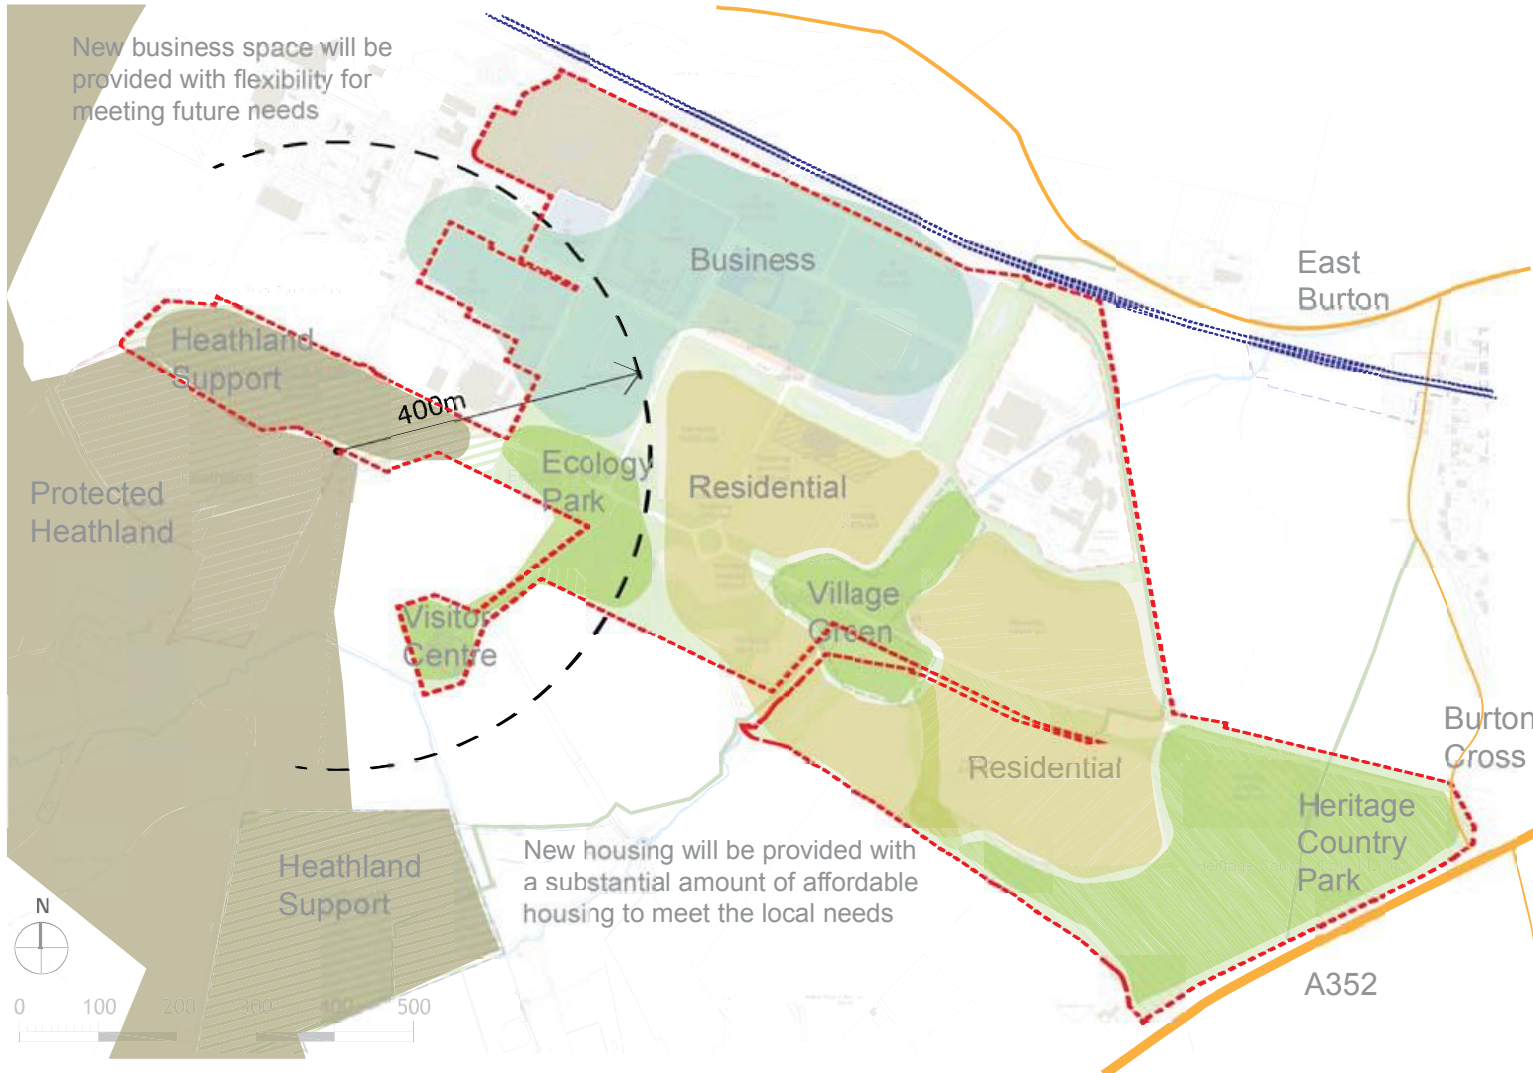 New business space will be
provided with flexibility for
meeting future needs
Business
East
Burton
Heathland
Support
400m
Ecology
Park
Residential
Protected
Heathland
Village
Green
Visitor
Centre
Residential
Burton
Cross
Heritage
Country
Park
New housing will be provided with
a substantial amount of affordable
housing to meet the local needs
Heathland
Support
N
A352
0 100 200 300 400 500